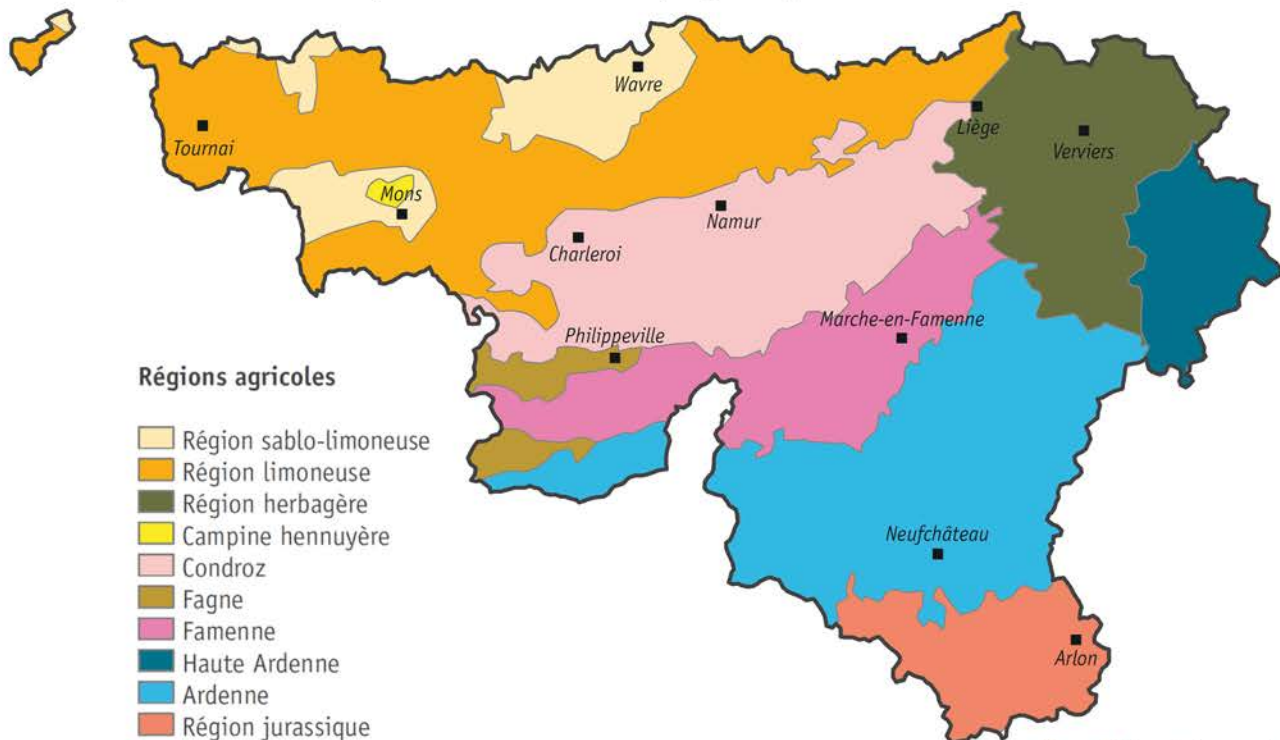 Wavre
Tournai
Liège
Verviers
Mons
Namur
Charleroi
Marche-en-Famenne
Philippeville
Régions agricoles
Région sablo-limoneuse
Région limoneuse
Région herbagère
Campine hennuyère
Condroz
Fagne
Famenne
Haute Ardenne
Ardenne
Région jurassique
Neufchâteau
Arlon